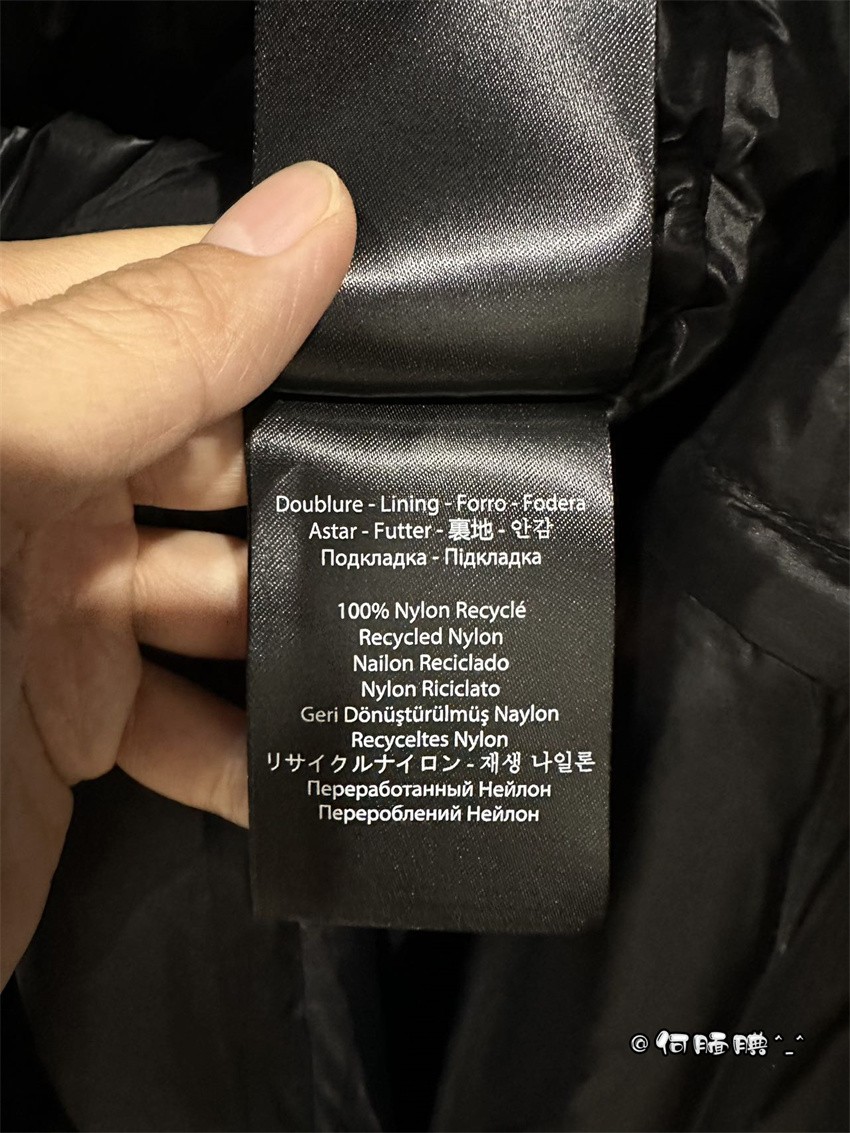 Doublure - Lining - Forro - Fodera
Astar - Futter - 裏地 - 안감
Подкладка - Підкладка
100% Nylon Recyclé
Recycled Nylon
Nailon Reciclado
Nylon Riciclato
Geri Dönüştürülmüş Naylon
Recyceltes Nylon
リサイクルナイロン - 재생 나일론
Переработанный Нейлон
Перероблений Нейлон